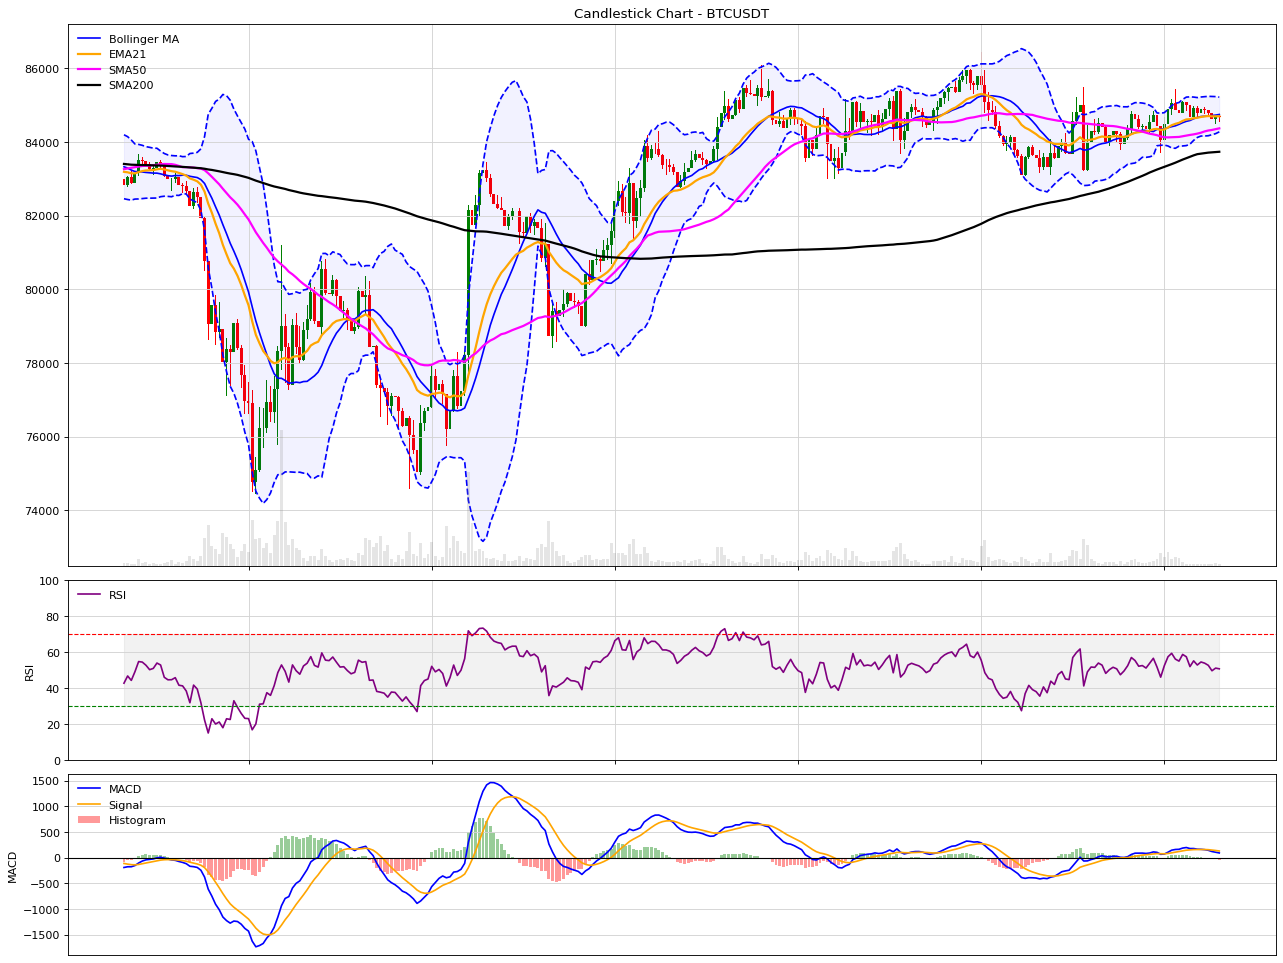 Candlestick Chart - BTCUSDT
Bollinger MA
EMA21
SMA50
SMA200
86000
84000
82000
80000
78000
76000
74000
RSI
RSI
100
80
60
40
20
0
MACD
Signal
Histogram
MACD
1500
1000
500
0
−500
−1000
−1500